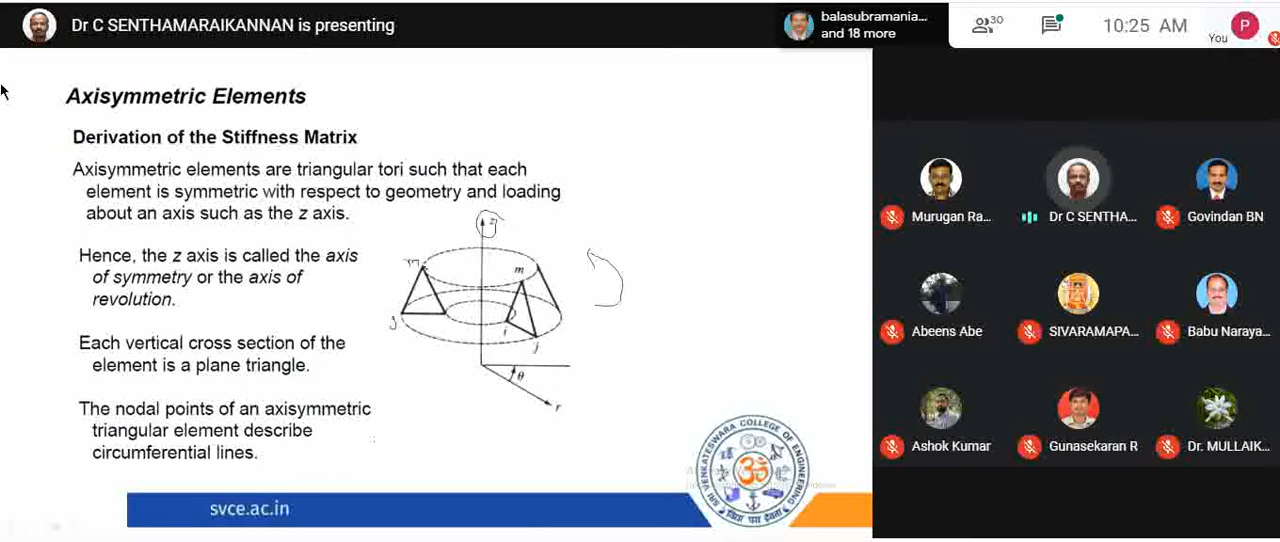 Dr C SENTHAMARAIKANNAN is presenting
balasubramania...
and 18 more
30
10:25 AM
You
P
Axisymmetric Elements
Derivation of the Stiffness Matrix
Axisymmetric elements are triangular tori such that each
element is symmetric with respect to geometry and loading
about an axis such as the z axis.
Hence, the z axis is called the axis
of symmetry or the axis of
revolution.
Each vertical cross section of the
element is a plane triangle.
The nodal points of an axisymmetric
triangular element describe
circumferential lines.
z
m
m
j
i
j
θ
r
SRI VENKATESWARA COLLEGE OF ENGINEERING
svce.ac.in
Murugan Ra...
Dr C SENTHA...
Govindan BN
Abeens Abe
SIVARAMAPA...
Babu Naraya...
Ashok Kumar
Gunasekaran R
Dr. MULLAIK...